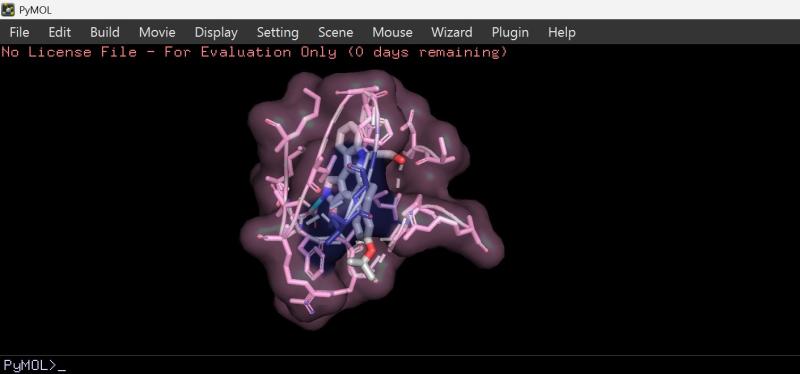 PyMOL
File Edit Build Movie Display Setting Scene Mouse Wizard Plugin Help
No License File - For Evaluation Only (0 days remaining)
PyMOL>_